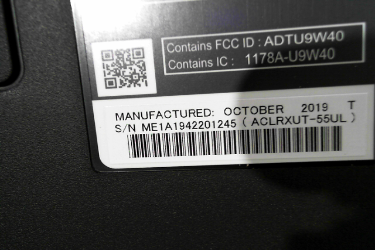 Contains FCC ID : ADTU9W40
Contains IC : 1178A-U9W40
MANUFACTURED: OCTOBER 2019 T
S/N ME1A1942201245 ( ACLRXUT-55UL )